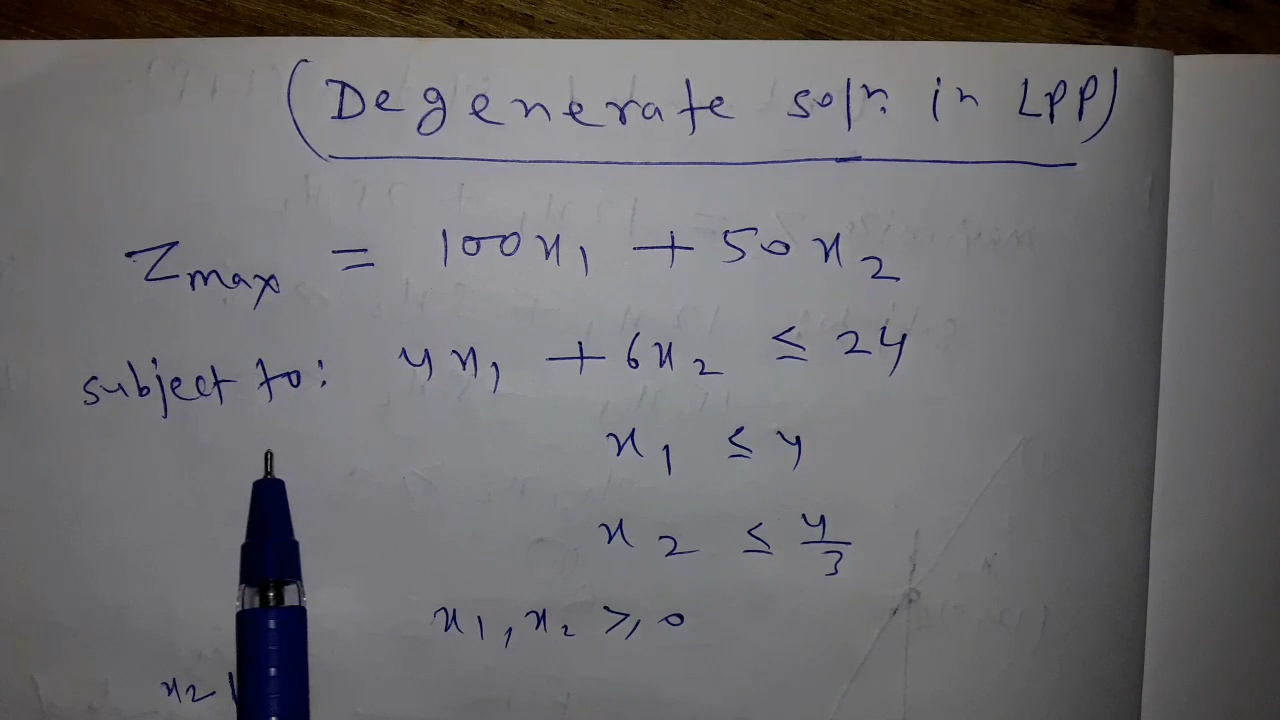 (Degenerate soln. in LPP)
Zmax = 100x₁ + 50x₂
subject to: 4x₁ + 6x₂ ≤ 24
x₁ ≤ 4
x₂ ≤ 4/3
x₁, x₂ ≥ 0
x₂